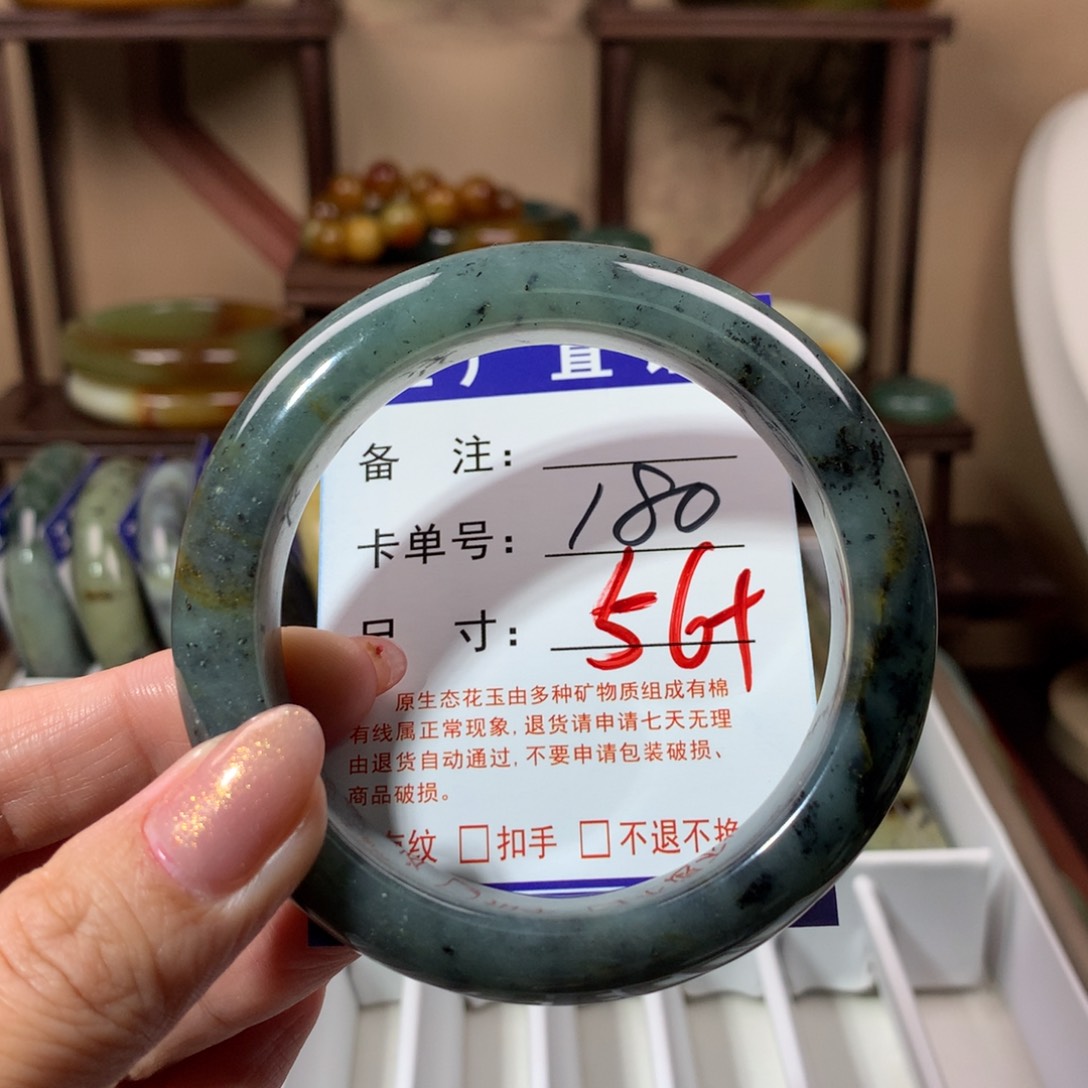 厂直
备 注:
卡单号: 180
尺 寸: 56+
原生态花玉由多种矿物质组成有棉
有线属正常现象,退货请申请七天无理
由退货自动通过,不要申请包装破损、
商品破损。
纹 □扣手 □不退不换